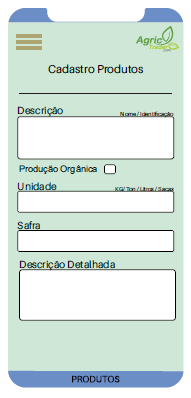 Agric
Cadastro Produtos
Descrição
Nome / Identificação
Produção Orgânica
Unidade
KG/ Ton / Litros / Sacas
Safra
Descrição Detalhada
PRODUTOS